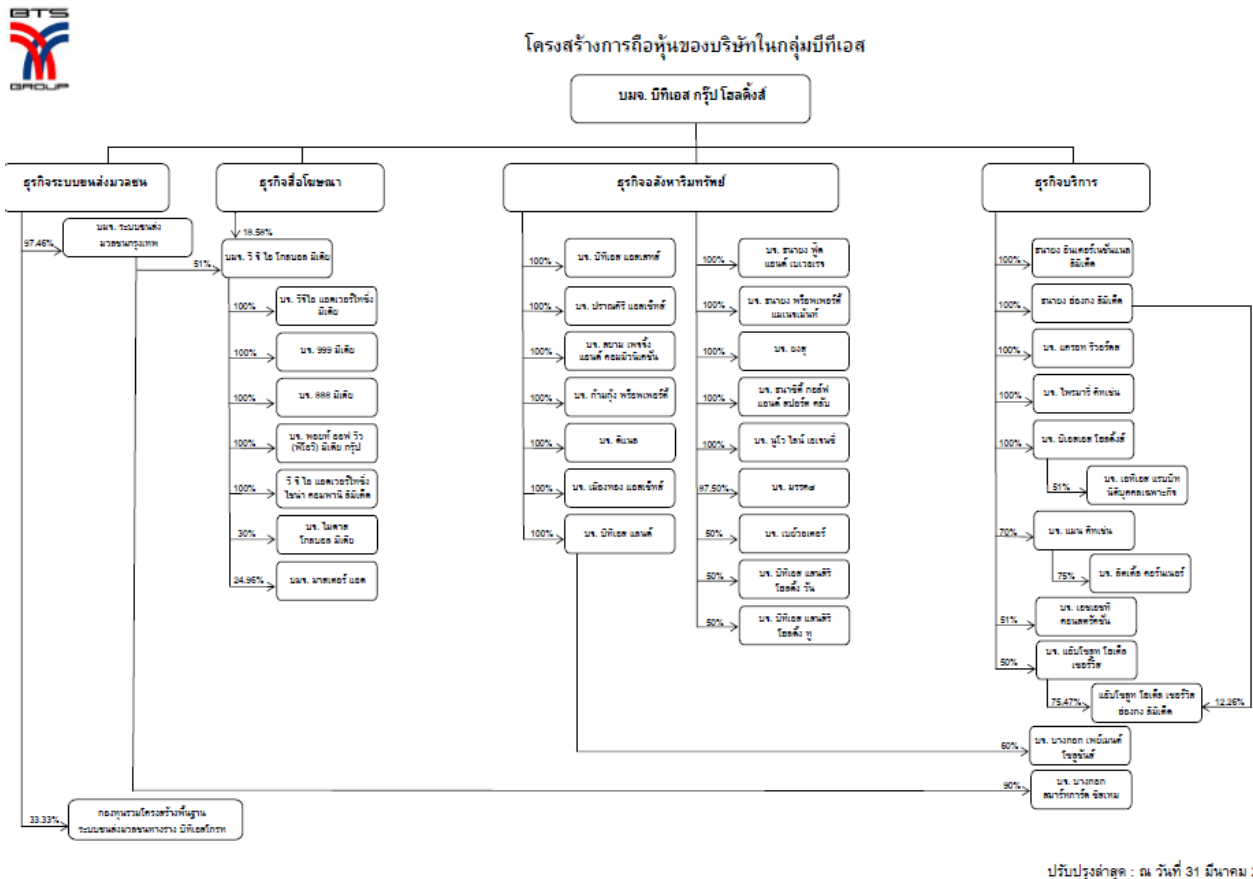 BTS
GROUP
โครงสร้างการถือหุ้นของบริษัทในกลุ่มบีทีเอส
บมจ. บีทีเอส กรุ๊ป โฮลดิ้งส์
ธุรกิจระบบขนส่งมวลชน
ธุรกิจสื่อโฆษณา
ธุรกิจอสังหาริมทรัพย์
ธุรกิจบริการ
97.46%
บมจ. ระบบขนส่ง
มวลชนกรุงเทพ
33.33%
กองทุนรวมโครงสร้างพื้นฐาน
ระบบขนส่งมวลชนทางราง บีทีเอสโกรท
18.58%
51%
บมจ. วี จี ไอ โกลบอล มีเดีย
100%
บจ. วีจีไอ แอดเวอร์ไทซิ่ง
มีเดีย
100%
บจ. 999 มีเดีย
100%
บจ. 888 มีเดีย
100%
บจ. พอยท์ ออฟ วิว
(พีโอวี) มีเดีย กรุ๊ป
100%
วี จี ไอ แอดเวอร์ไทซิ่ง
ไชน่า คอมพานี ลิมิเต็ด
30%
บจ. ไมดาส
โกลบอล มีเดีย
24.96%
บมจ. มาสเตอร์ แอด
100%
บจ. บีทีเอส แอสเสทส์
100%
บจ. ปราณคีรี แอสเซ็ทส์
100%
บจ. สยาม เพจจิ้ง
แอนด์ คอมมิวนิเคชั่น
100%
บจ. ก้ามกุ้ง พร็อพเพอร์ตี้
100%
บจ. ดีแนล
100%
บจ. เมืองทอง แอสเซ็ทส์
100%
บจ. บีทีเอส แลนด์
100%
บจ. ธนายง ฟู้ด
แอนด์ เบเวอเรจ
100%
บจ. ธนายง พร็อพเพอร์ตี้
แมเนจเม้นท์
100%
บจ. ยงสุ
100%
บจ. ธนาซิตี้ กอล์ฟ
แอนด์ สปอร์ต คลับ
100%
บจ. นูโว ไลน์ เอเจนซี่
87.50%
บจ. มรรค๘
50%
บจ. เบย์วอเตอร์
50%
บจ. บีทีเอส แสนสิริ
โฮลดิ้ง วัน
50%
บจ. บีทีเอส แสนสิริ
โฮลดิ้ง ทู
100%
ธนายง อินเตอร์เนชั่นแนล
ลิมิเต็ด
100%
ธนายง ฮ่องกง ลิมิเต็ด
100%
บจ. แครอท รีวอร์ดส
100%
บจ. ไพรมารี่ คิทเช่น
100%
บจ. บีเอสเอส โฮลดิ้งส์
51%
บจ. เอทีเอส แรบบิท
นิติบุคคลเฉพาะกิจ
70%
บจ. แมน คิทเช่น
75%
บจ. ลิตเติ้ล คอร์นเนอร์
51%
บจ. เอชเอชที
คอนสตรัคชั่น
50%
บจ. แอ๊บโซลูท โฮเต็ล
เซอร์วิส
75.47%
แอ๊บโซลูท โฮเต็ล เซอร์วิส
ฮ่องกง ลิมิเต็ด
12.26%
60%
บจ. บางกอก เพย์เมนต์
โซลูชั่นส์
90%
บจ. บางกอก
สมาร์ทการ์ด ซิสเทม
ปรับปรุงล่าสุด : ณ วันที่ 31 มีนาคม